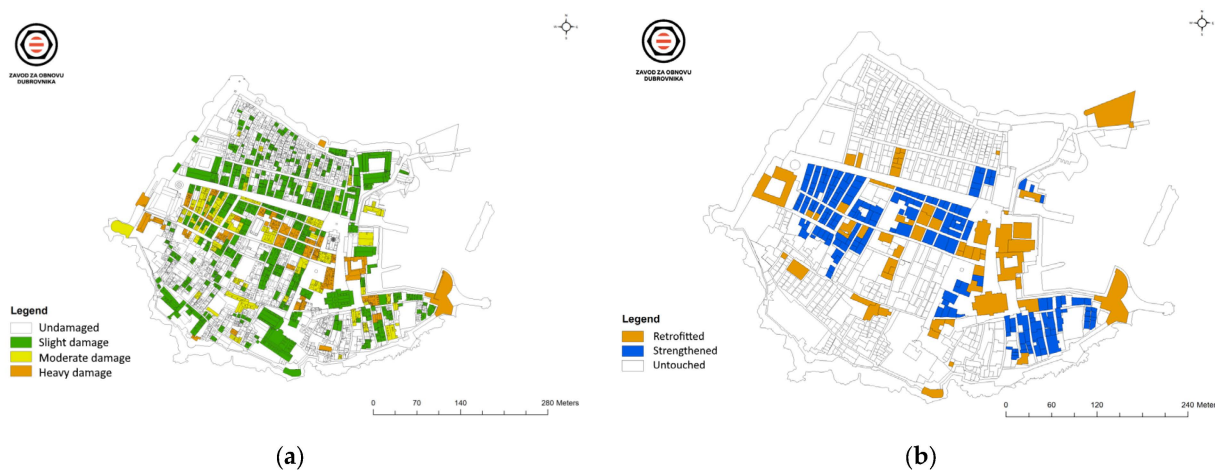 ZAVOD ZA OBNOVU
DUBROVNIKA
Legend
Undamaged
Slight damage
Moderate damage
Heavy damage
0 70 140 280 Meters
(a)
ZAVOD ZA OBNOVU
DUBROVNIKA
Legend
Retrofitted
Strengthened
Untouched
0 60 120 240 Meters
(b)